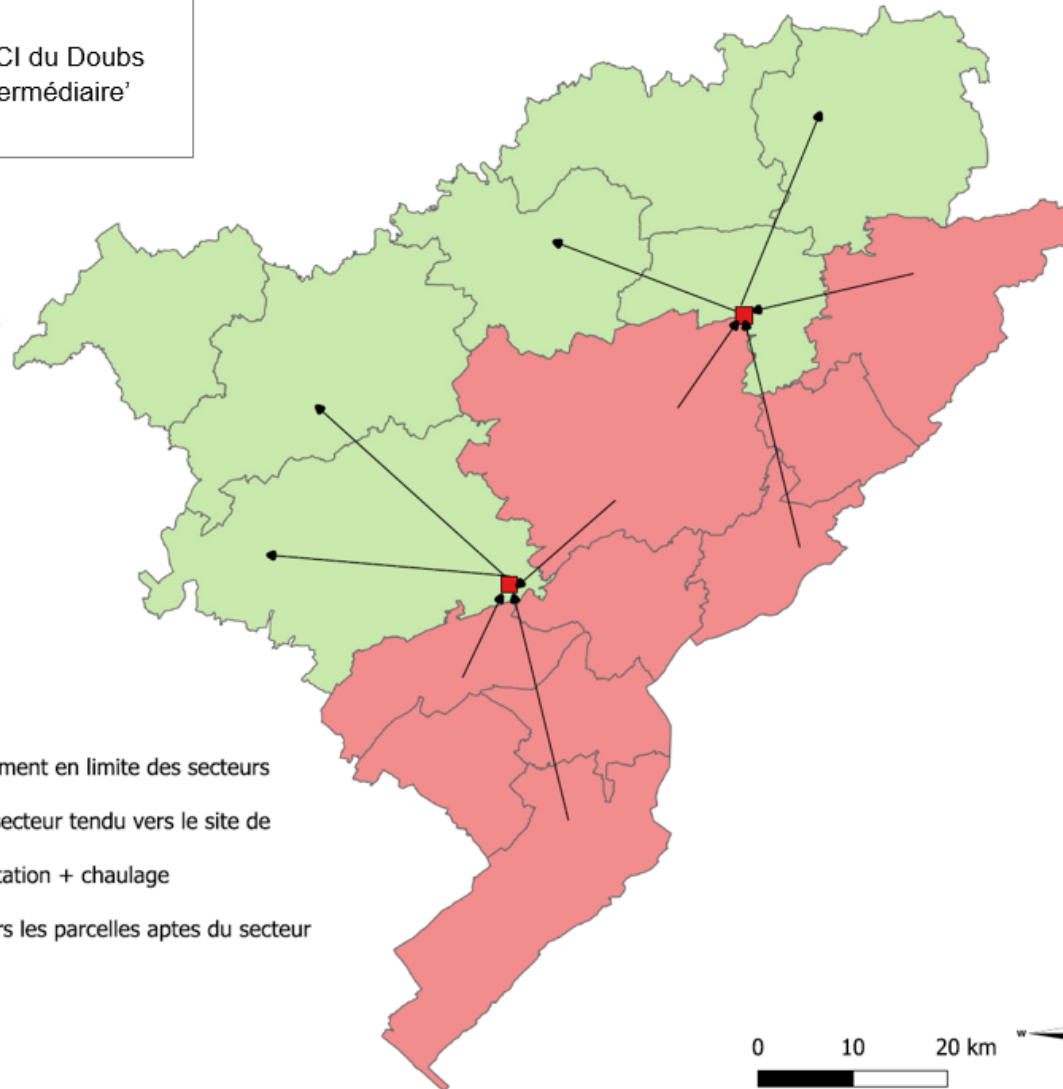 CI du Doubs
ermédiaire’
ment en limite des secteurs
secteur tendu vers le site de
tation + chaulage
rs les parcelles aptes du secteur
0 10 20 km
w